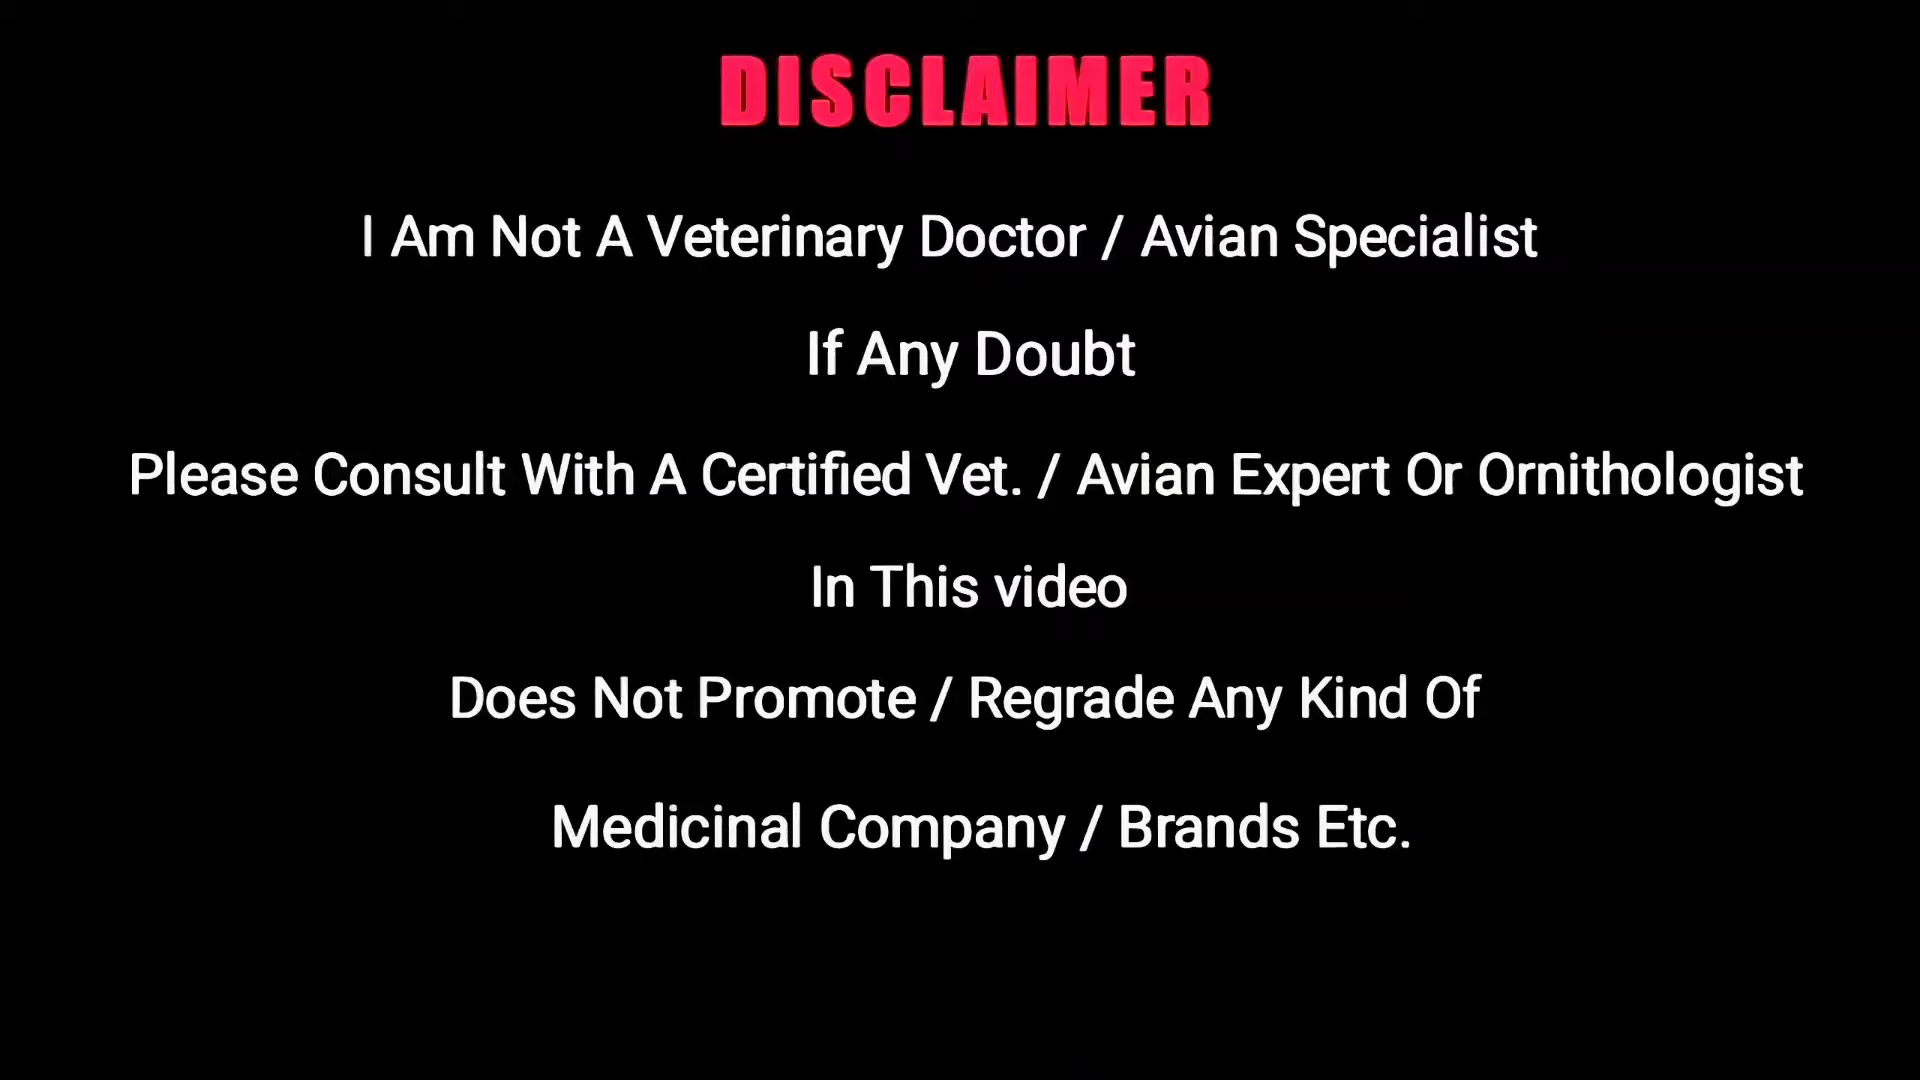 DISCLAIMER
I Am Not A Veterinary Doctor / Avian Specialist
If Any Doubt
Please Consult With A Certified Vet. / Avian Expert Or Ornithologist
In This video
Does Not Promote / Regrade Any Kind Of
Medicinal Company / Brands Etc.